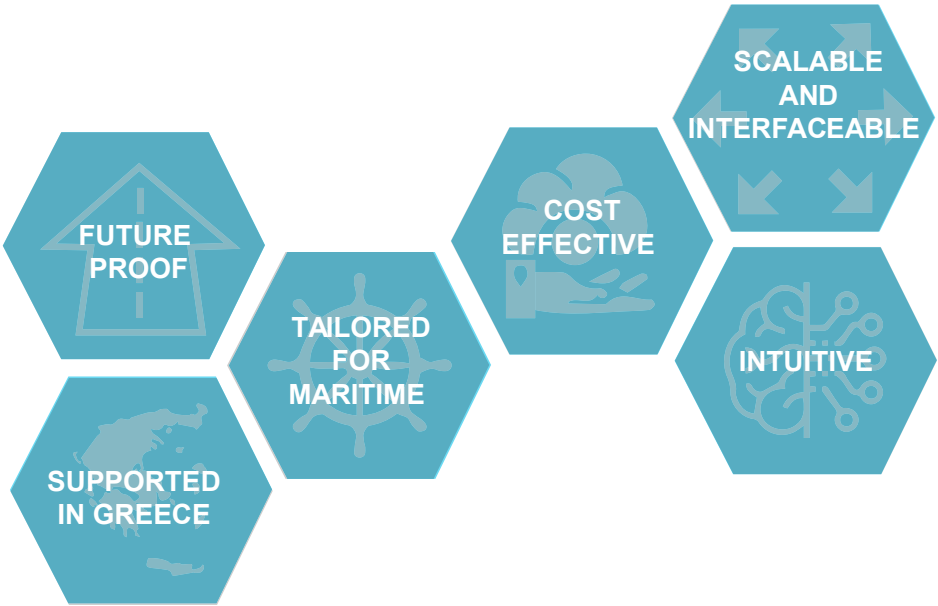 SCALABLE
AND
INTERFACEABLE
FUTURE
PROOF
COST
EFFECTIVE
TAILORED
FOR
MARITIME
INTUITIVE
SUPPORTED
IN GREECE